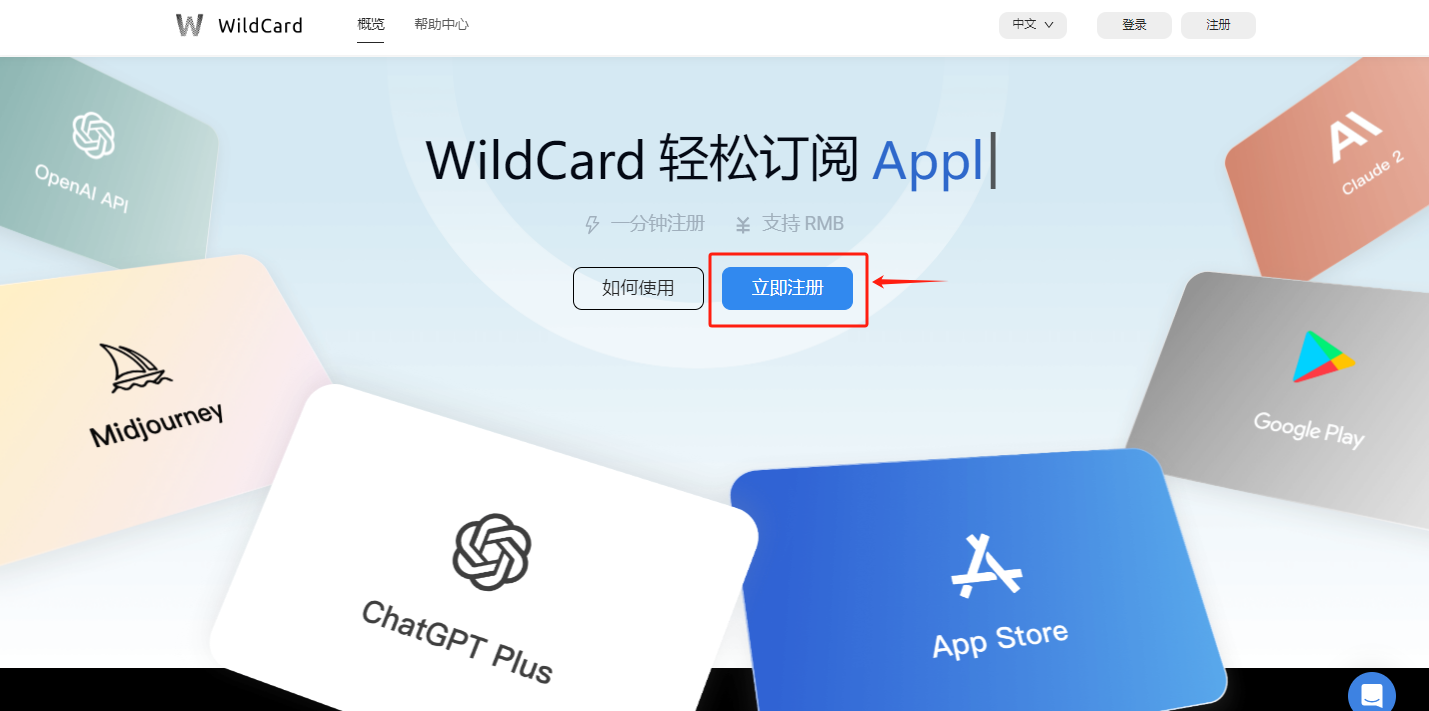 WildCard
概览
帮助中心
中文
登录
注册
WildCard 轻松订阅 Appl
一分钟注册
支持 RMB
如何使用
立即注册
OpenAI API
Claude 2
Midjourney
Google Play
ChatGPT Plus
App Store